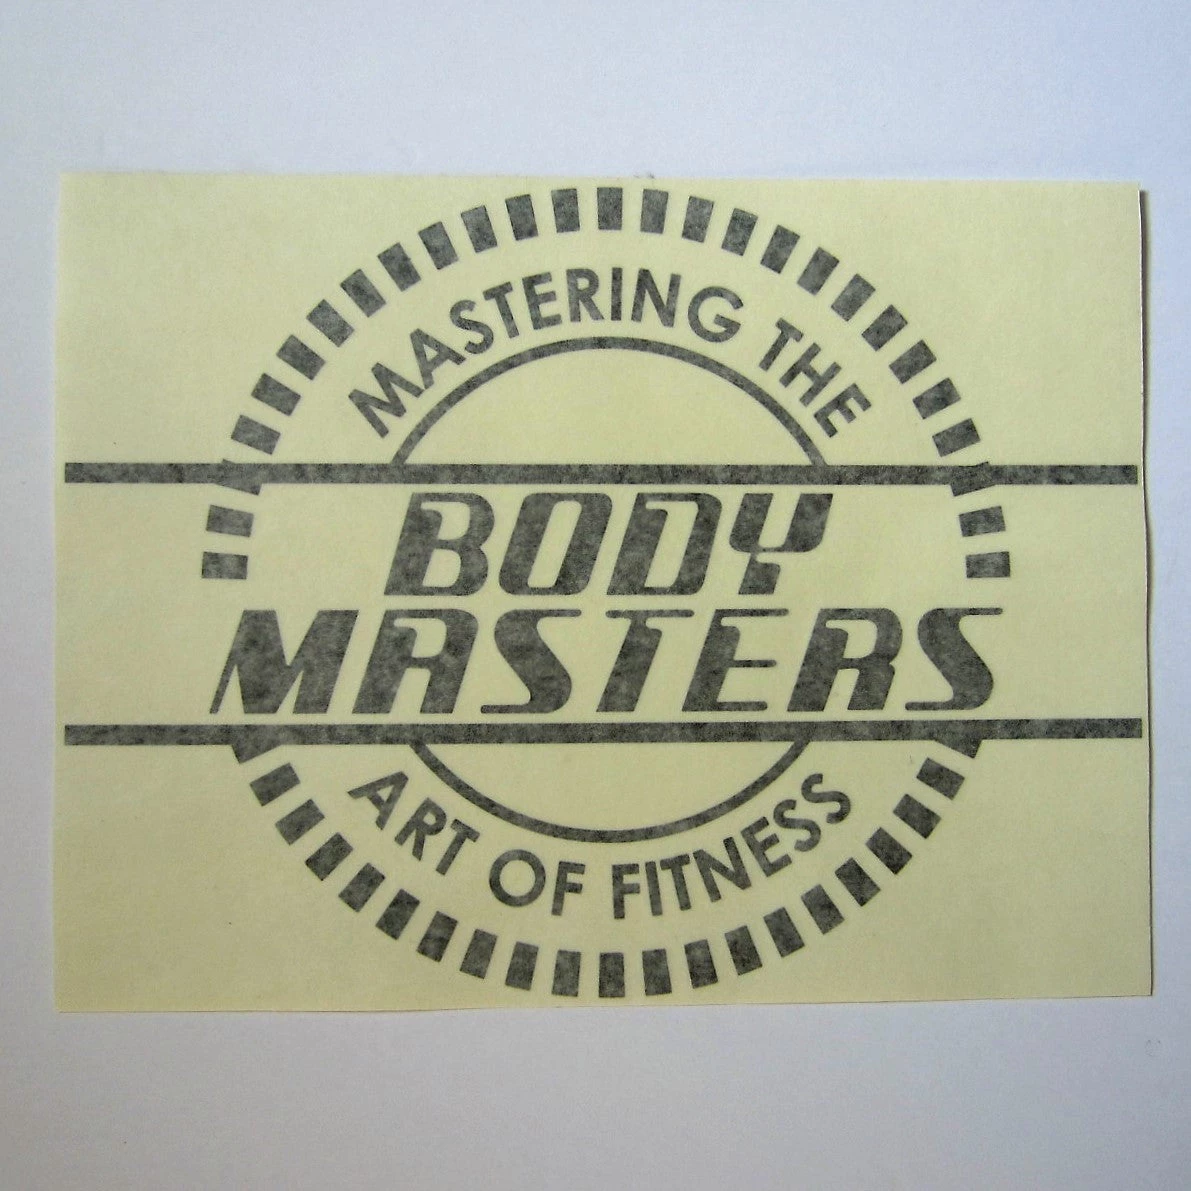 MASTERING THE
BODY
MASTERS
ART OF FITNESS